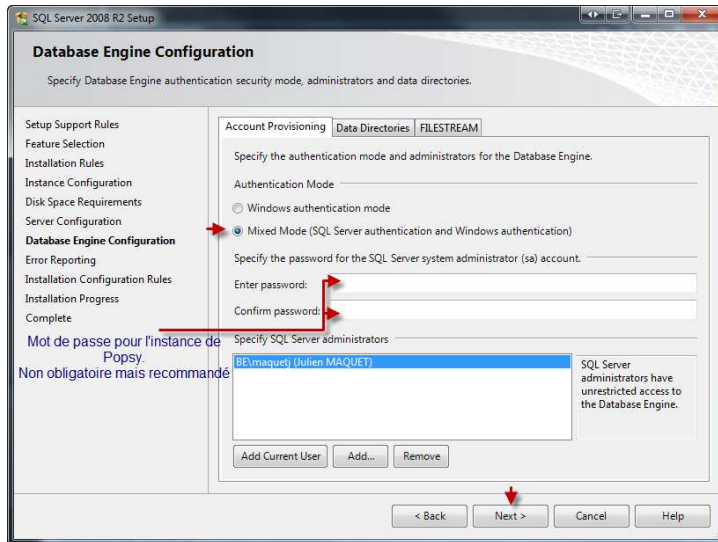 SQL Server 2008 R2 Setup
Database Engine Configuration
Specify Database Engine authentication security mode, administrators and data directories.
Setup Support Rules
Feature Selection
Installation Rules
Instance Configuration
Disk Space Requirements
Server Configuration
Database Engine Configuration
Error Reporting
Installation Configuration Rules
Installation Progress
Complete
Mot de passe pour l'instance de
Popsy.
Non obligatoire mais recommandé
Account Provisioning Data Directories FILESTREAM
Specify the authentication mode and administrators for the Database Engine.
Authentication Mode
Windows authentication mode
Mixed Mode (SQL Server authentication and Windows authentication)
Specify the password for the SQL Server system administrator (sa) account.
Enter password:
Confirm password:
Specify SQL Server administrators
BE\maquetj (Julien MAQUET)
SQL Server
administrators have
unrestricted access to
the Database Engine.
Add Current User Add... Remove
< Back Next > Cancel Help